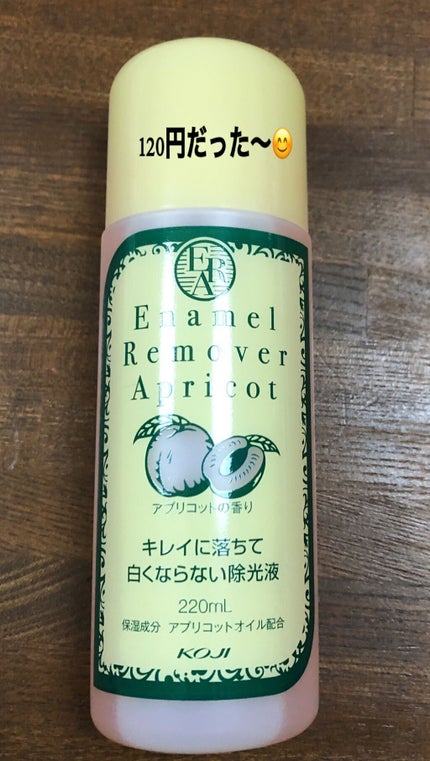 120円だった〜😊
ERA
Enamel
Remover
Apricot
アプリコットの香り
キレイに落ちて
白くならない除光液
220mL
保湿成分 アプリコットオイル配合
KOJI